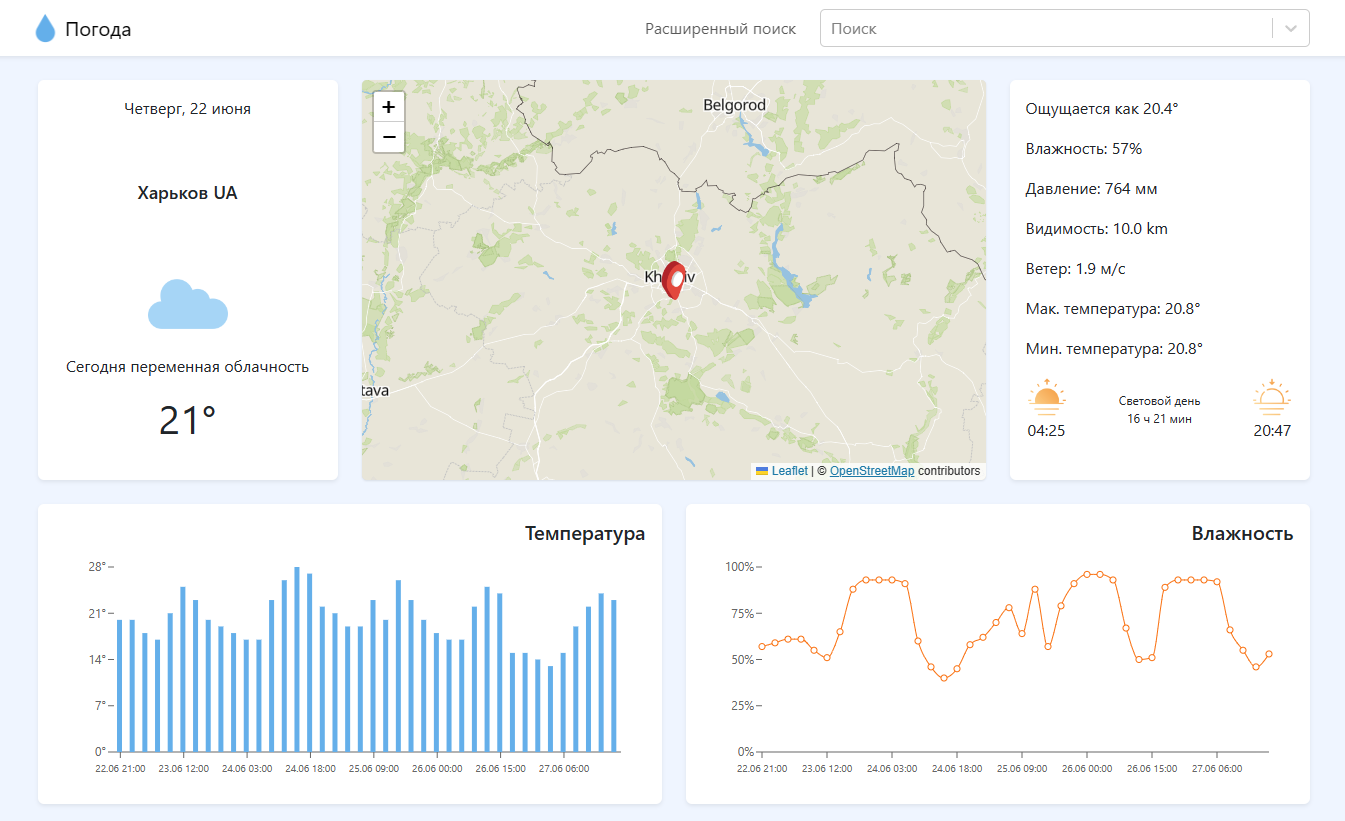 Погода
Расширенный поиск
Поиск
Четверг, 22 июня
Харьков UA
Сегодня переменная облачность
21°
+
−
Belgorod
Kh
iv
tava
Leaflet | © OpenStreetMap contributors
Ощущается как 20.4°
Влажность: 57%
Давление: 764 мм
Видимость: 10.0 km
Ветер: 1.9 м/с
Мак. температура: 20.8°
Мин. температура: 20.8°
04:25
Световой день
16 ч 21 мин
20:47
Температура
28°
21°
14°
7°
0°
22.06 21:00 23.06 12:00 24.06 03:00 24.06 18:00 25.06 09:00 26.06 00:00 26.06 15:00 27.06 06:00
Влажность
100%
75%
50%
25%
0%
22.06 21:00 23.06 12:00 24.06 03:00 24.06 18:00 25.06 09:00 26.06 00:00 26.06 15:00 27.06 06:00